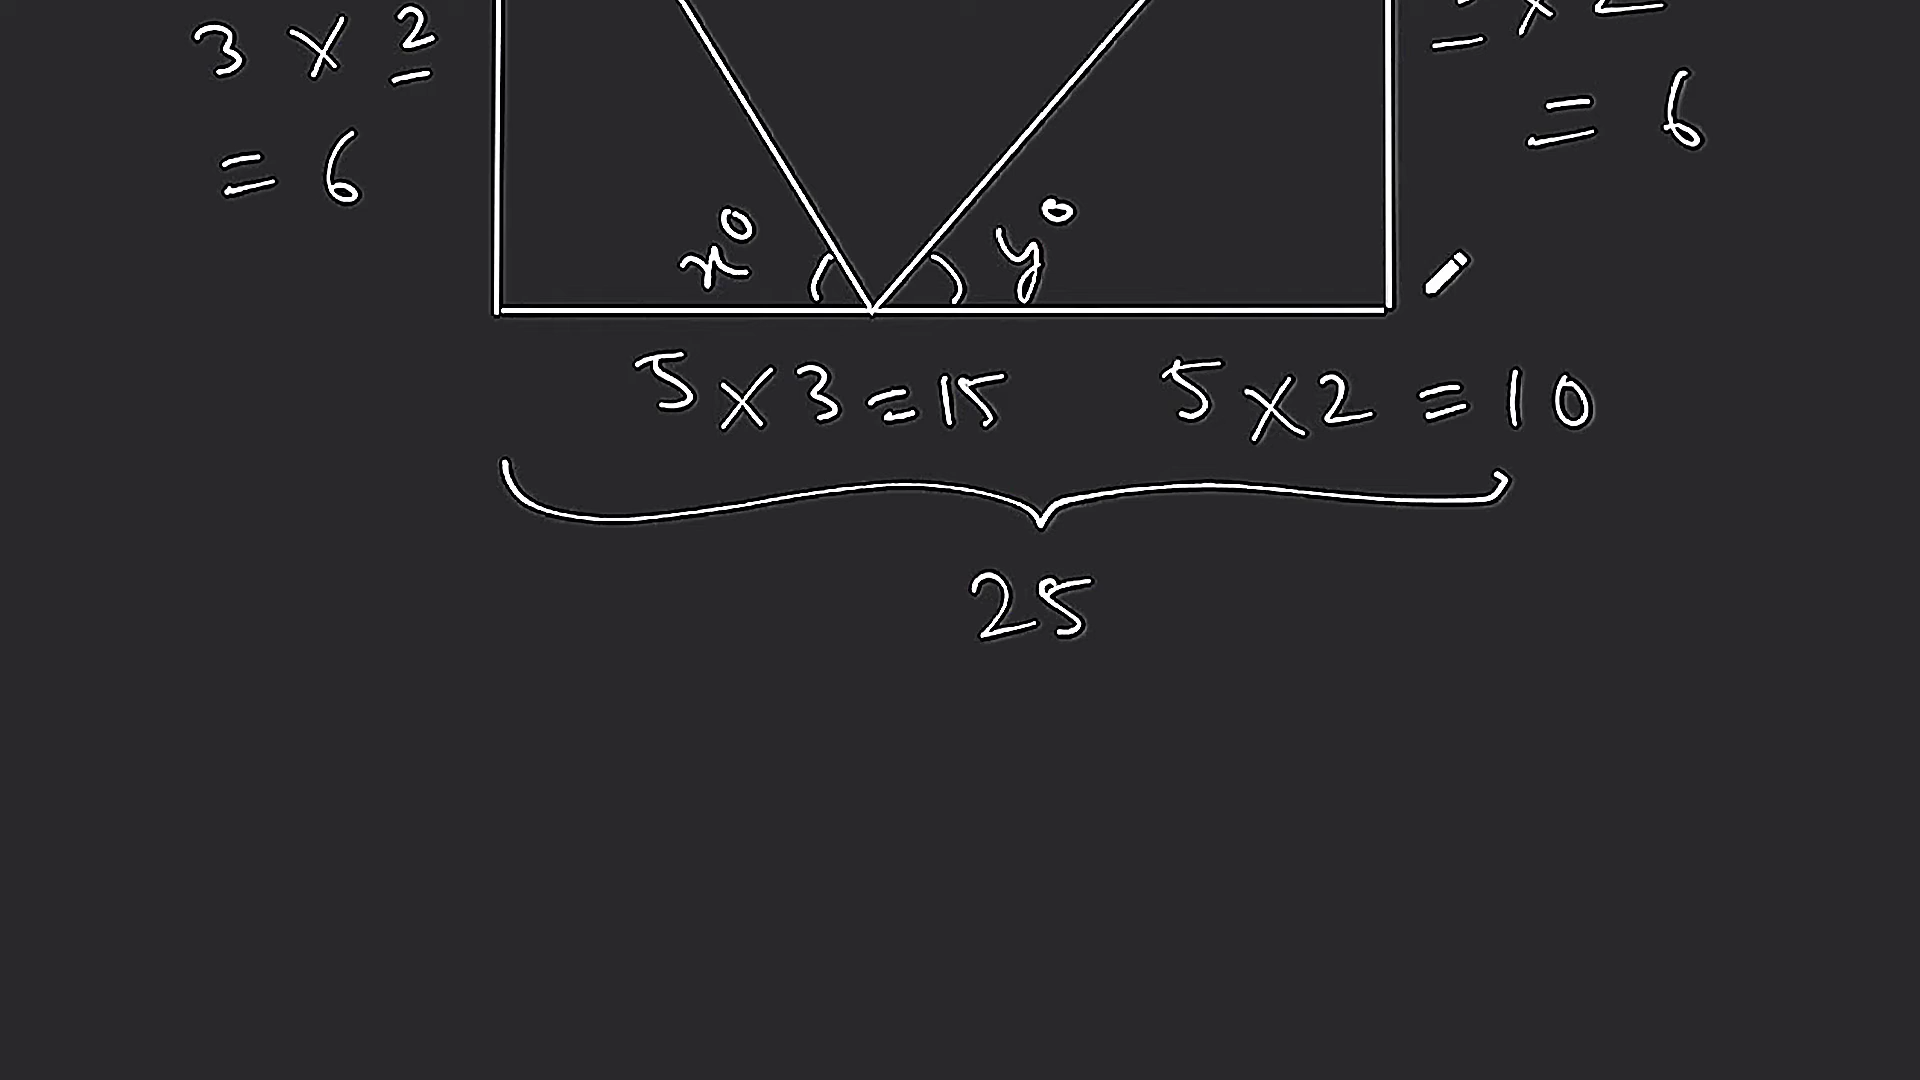 3 × 2
= 6
= 6
x° y°
5 × 3 = 15 5 × 2 = 10
25